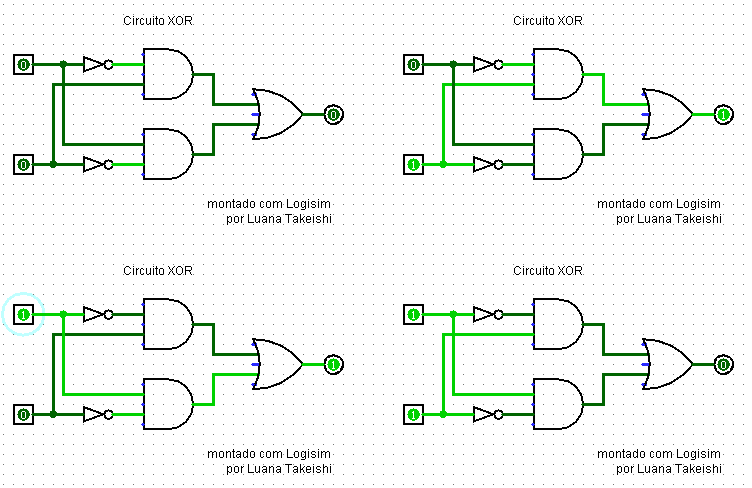 Circuito XOR
0
0
0
montado com Logisim
por Luana Takeishi
Circuito XOR
0
1
1
montado com Logisim
por Luana Takeishi
Circuito XOR
1
1
0
montado com Logisim
por Luana Takeishi
Circuito XOR
1
0
1
montado com Logisim
por Luana Takeishi